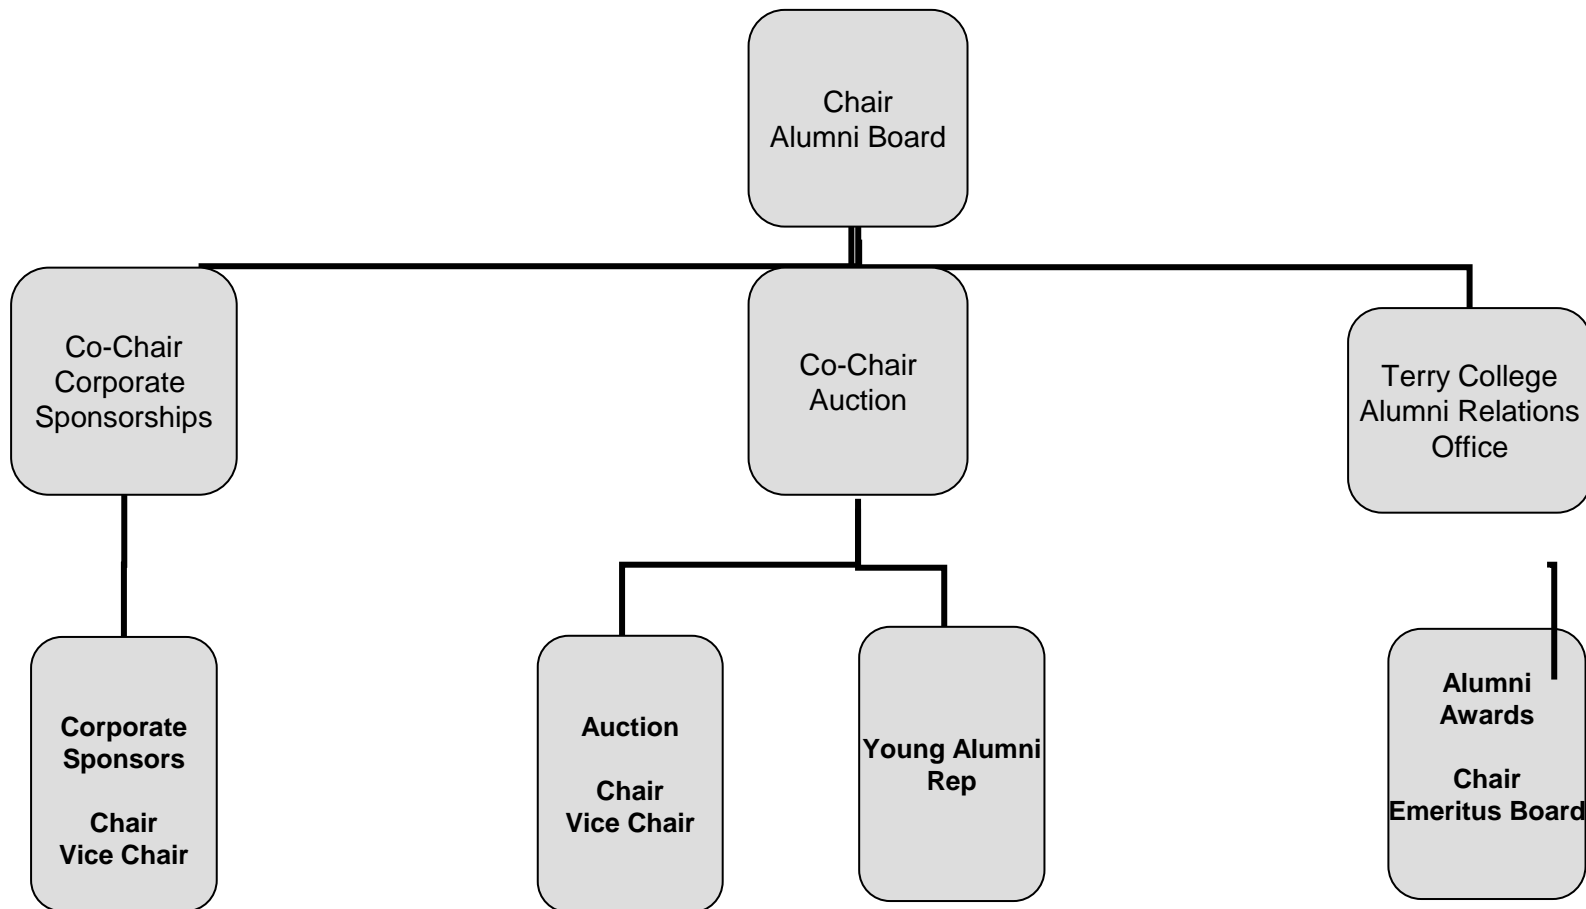 Chair
Alumni Board
Co-Chair
Corporate
Sponsorships
Co-Chair
Auction
Terry College
Alumni Relations
Office
Corporate
Sponsors
Chair
Vice Chair
Auction
Chair
Vice Chair
Young Alumni
Rep
Alumni
Awards
Chair
Emeritus Board